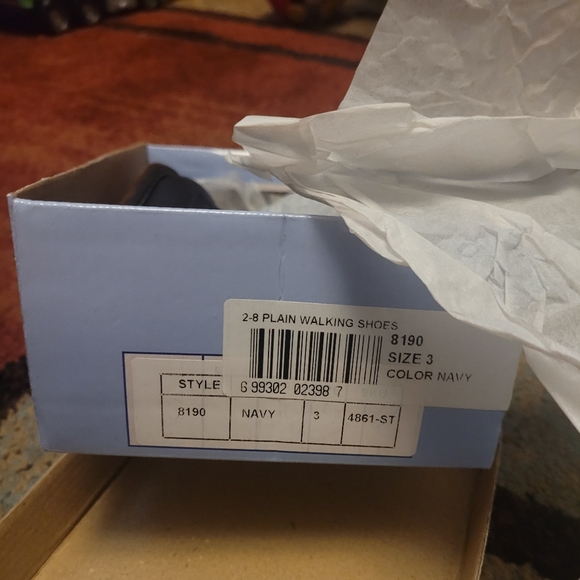 2-8 PLAIN WALKING SHOES
8190
SIZE 3
COLOR NAVY
6 99302 02398 7
STYLE
8190 NAVY 3 4861-ST